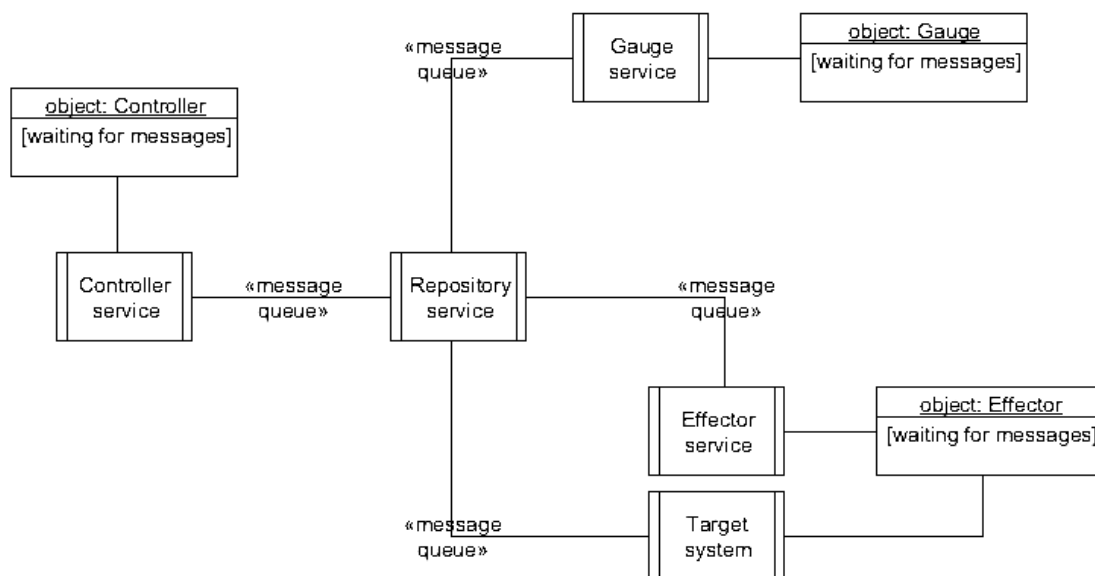 «message
queue»
Gauge
service
object: Gauge
[waiting for messages]
object: Controller
[waiting for messages]
Controller
service
«message
queue»
Repository
service
«message
queue»
Effector
service
object: Effector
[waiting for messages]
«message
queue»
Target
system